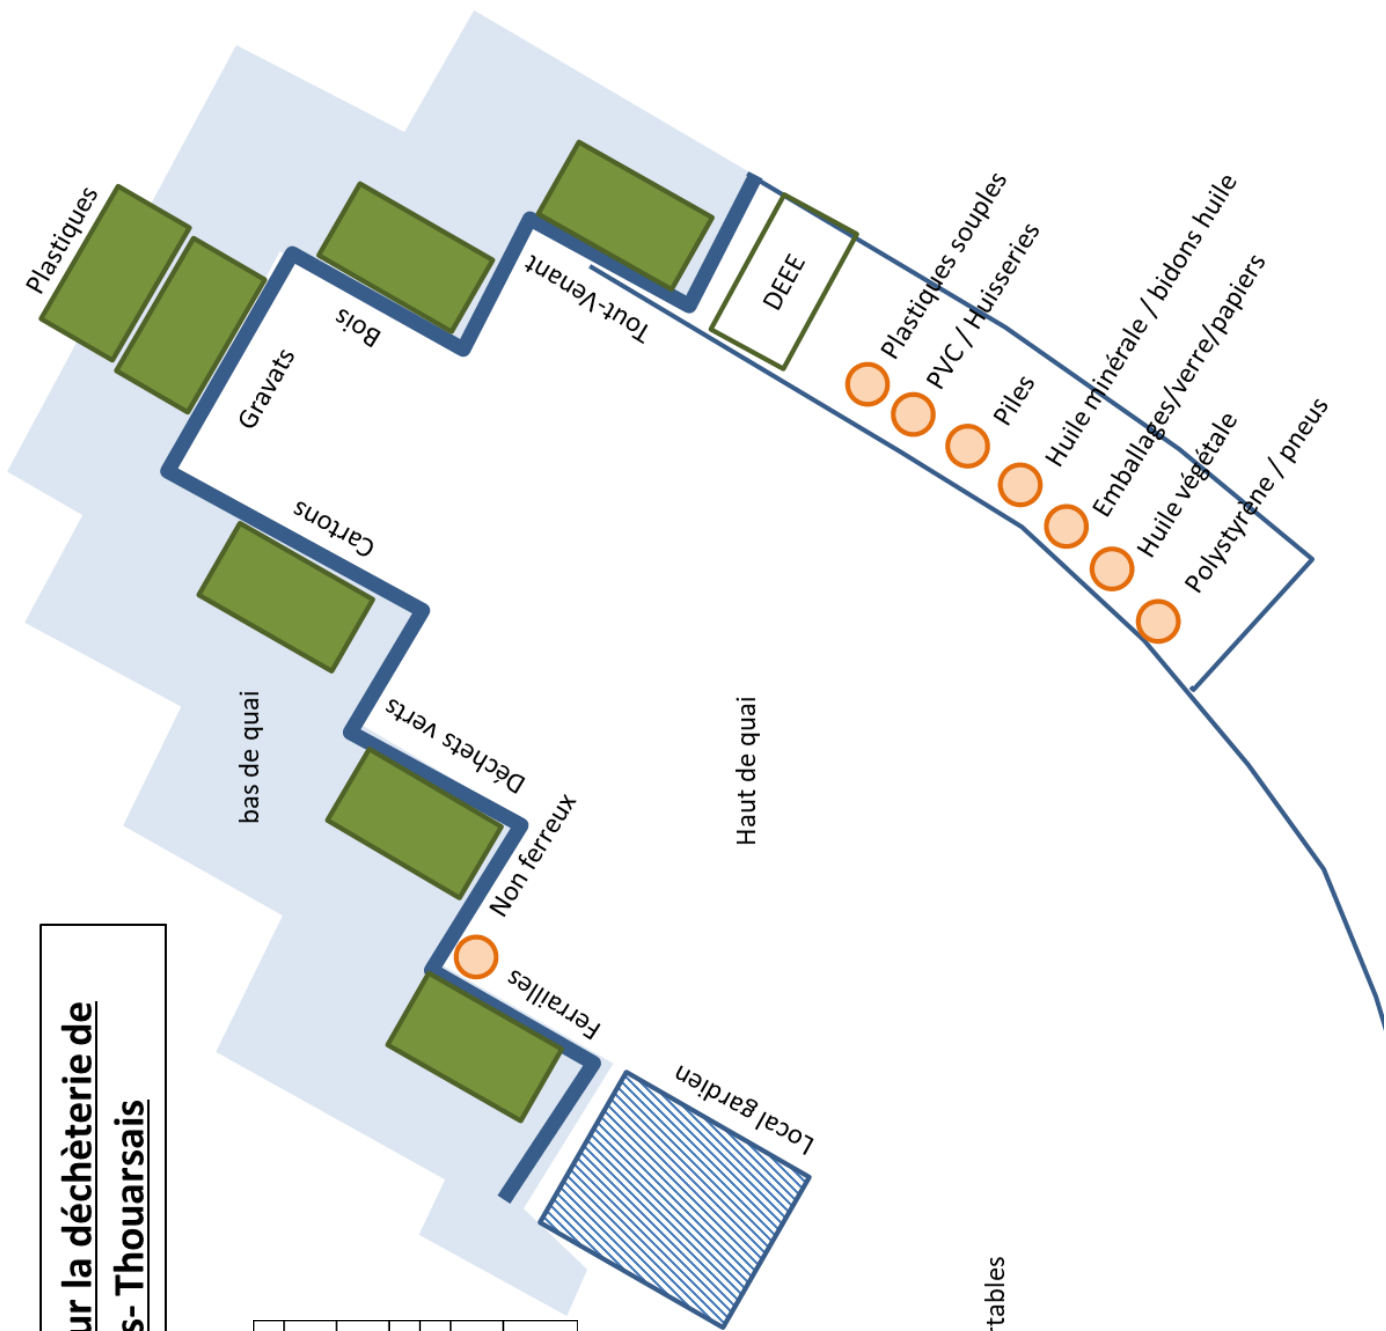 ur la déchèterie de
s- Thouarsais
Plastiques
Gravats
Bois
Tout-Venant
DEEE
Cartons
Déchets verts
Non ferreux
Ferrailles
Local gardien
bas de quai
Haut de quai
Plastiques souples
PVC / Huisseries
Piles
Huile minérale / bidons huile
Emballages/verre/papiers
Huile végétale
Polystyrène / pneus
rtables